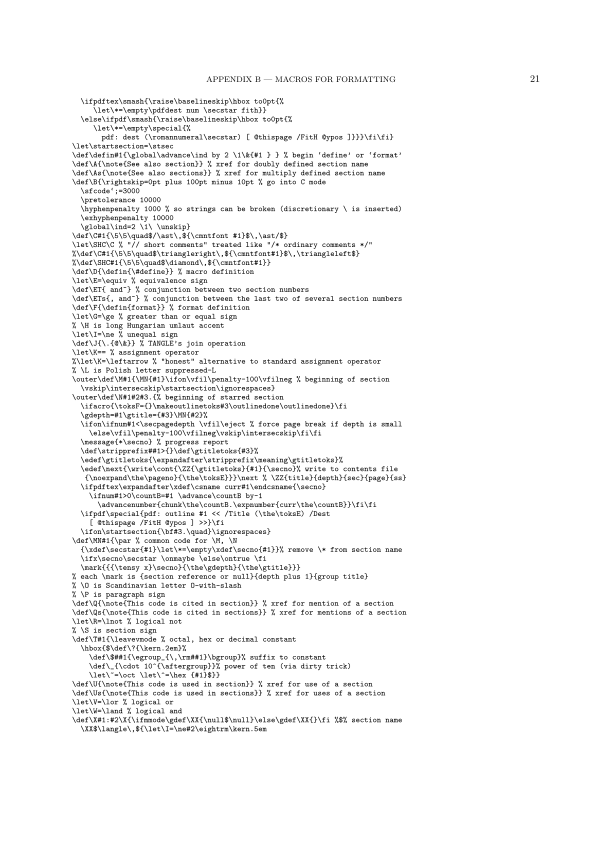 APPENDIX B — MACROS FOR FORMATTING 21
\ifpdftex\smash{\raise\baselineskip\hbox to0pt{%
\let\*=\empty\pdfdest num \secstar fith}}
\else\ifpdf\smash{\raise\baselineskip\hbox to0pt{%
\let\*=\empty\special{%
pdf: dest (\romannumeral\secstar) [ @thispage /FitH @ypos ]}}}\fi\fi}
\let\startsection=\stsec
\def\defin#1{\global\advance\ind by 2 \1\&{#1 } } % begin `define' or `format'
\def\A{\note{See also section}} % xref for doubly defined section name
\def\As{\note{See also sections}} % xref for multiply defined section name
\def\B{\rightskip=0pt plus 100pt minus 10pt % go into C mode
\sfcode`;=3000
\pretolerance 10000
\hyphenpenalty 1000 % so strings can be broken (discretionary \ is inserted)
\exhyphenpenalty 10000
\global\ind=2 \1\ \unskip}
\def\C#1{\5\5\quad$/\ast\,${\cmntfont #1}$\,\ast/$}
\let\SHC\C % "// short comments" treated like "/* ordinary comments */"
%\def\C#1{\5\5\quad$\triangleright\,${\cmntfont#1}$\,\triangleleft$}
%\def\SHC#1{\5\5\quad$\diamond\,${\cmntfont#1}}
\def\D{\defin{\#define}} % macro definition
\let\E=\equiv % equivalence sign
\def\ET{ and~} % conjunction between two section numbers
\def\ETs{, and~} % conjunction between the last two of several section numbers
\def\F{\defin{format}} % format definition
\let\G=\ge % greater than or equal sign
% \H is long Hungarian umlaut accent
\let\I=\ne % unequal sign
\def\J{\.{@\&}} % TANGLE's join operation
\let\K== % assignment operator
%\let\K=\leftarrow % "honest" alternative to standard assignment operator
% \L is Polish letter suppressed-L
\outer\def\M#1{\MN{#1}\ifon\vfil\penalty-100\vfilneg % beginning of section
\vskip\intersecskip\startsection\ignorespaces}
\outer\def\N#1#2#3.{% beginning of starred section
\ifacro{\toksF={}\makeoutlinetoks#3\outlinedone\outlinedone}\fi
\gdepth=#1\gtitle={#3}\MN{#2}%
\ifon\ifnum#1<\secpagedepth \vfil\eject % force page break if depth is small
\else\vfil\penalty-100\vfilneg\vskip\intersecskip\fi\fi
\message{*\secno} % progress report
\def\stripprefix##1>{}\def\gtitletoks{#3}%
\edef\gtitletoks{\expandafter\stripprefix\meaning\gtitletoks}%
\edef\next{\write\cont{\ZZ{\gtitletoks}{#1}{\secno}% write to contents file
{\noexpand\the\pageno}{\the\toksE}}}\next % \ZZ{title}{depth}{sec}{page}{ss}
\ifpdftex\expandafter\xdef\csname curr#1\endcsname{\secno}
\ifnum#1>0\countB=#1 \advance\countB by-1
\advancenumber{chunk\the\countB.\expnumber{curr\the\countB}}\fi\fi
\ifpdf\special{pdf: outline #1 << /Title (\the\toksE) /Dest
[ @thispage /FitH @ypos ] >>}\fi
\ifon\startsection{\bf#3.\quad}\ignorespaces}
\def\MN#1{\par % common code for \M, \N
{\xdef\secstar{#1}\let\*=\empty\xdef\secno{#1}}% remove \* from section name
\ifx\secno\secstar \onmaybe \else\ontrue \fi
\mark{{{\tensy x}\secno}{\the\gdepth}{\the\gtitle}}}
% each \mark is {section reference or null}{depth plus 1}{group title}
% \O is Scandinavian letter O-with-slash
% \P is paragraph sign
\def\Q{\note{This code is cited in section}} % xref for mention of a section
\def\Qs{\note{This code is cited in sections}} % xref for mentions of a section
\let\R=\lnot % logical not
% \S is section sign
\def\T#1{\leavevmode % octal, hex or decimal constant
\hbox{$\def\?{\kern.2em}%
\def\$##1{\egroup_{\,\rm##1}\bgroup}% suffix to constant
\def\_{\cdot 10^{\aftergroup}}% power of ten (via dirty trick)
\let\~=\oct \let\^=\hex {#1}$}}
\def\U{\note{This code is used in section}} % xref for use of a section
\def\Us{\note{This code is used in sections}} % xref for uses of a section
\let\V=\lor % logical or
\let\W=\land % logical and
\def\X#1:#2\X{\ifmmode\gdef\XX{\null$\null}\else\gdef\XX{}\fi %$% section name
\XX$\langle\,${\let\I=\ne#2\eightrm\kern.5em